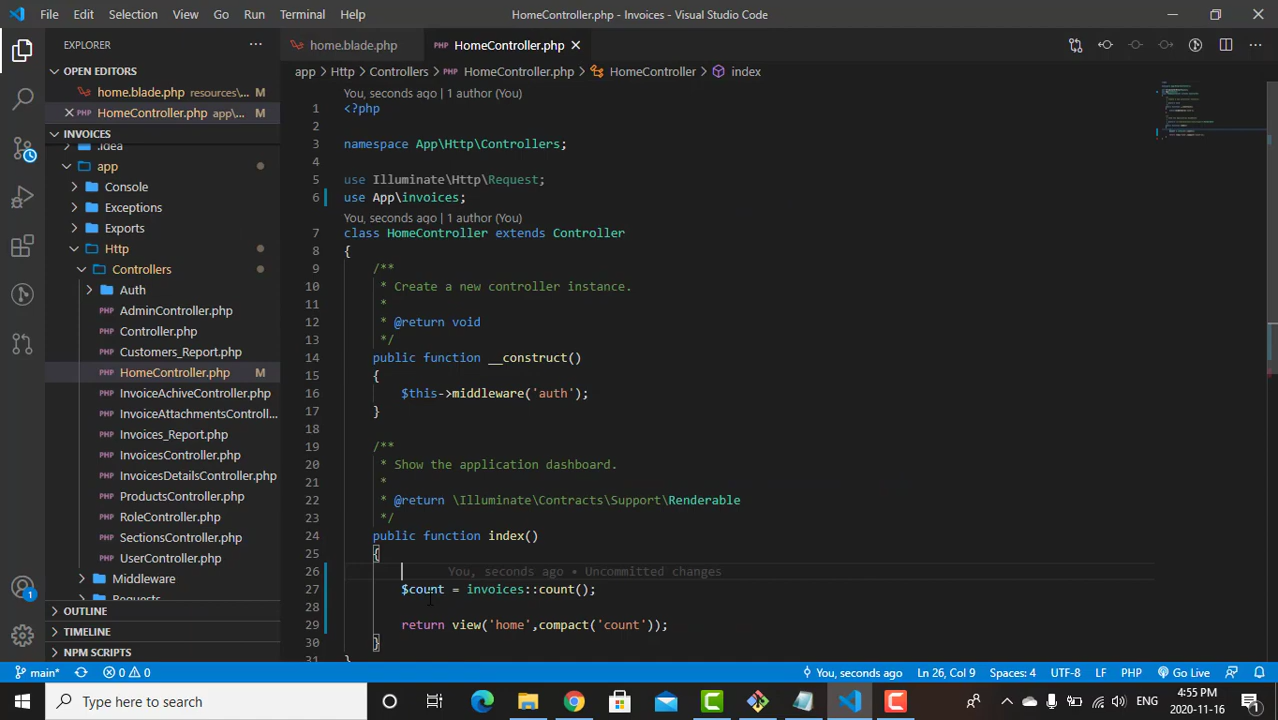 File Edit Selection View Go Run Terminal Help HomeController.php - Invoices - Visual Studio Code
EXPLORER
home.blade.php HomeController.php
OPEN EDITORS
home.blade.php resources\... M
HomeController.php app\... M
app > Http > Controllers > HomeController.php > HomeController > index
INVOICES
.idea
app
Console
Exceptions
Exports
Http
Controllers
Auth
AdminController.php
Controller.php
Customers_Report.php
HomeController.php M
InvoiceAchiveController.php
InvoiceAttachmentsControll...
Invoices_Report.php
InvoicesController.php
InvoicesDetailsController.php
ProductsController.php
RoleController.php
SectionsController.php
UserController.php
Middleware
Requests
OUTLINE
TIMELINE
NPM SCRIPTS
You, seconds ago | 1 author (You)
1 <?php
2
3 namespace App\Http\Controllers;
4
5 use Illuminate\Http\Request;
6 use App\invoices;
You, seconds ago | 1 author (You)
7 class HomeController extends Controller
8 {
9 /**
10 * Create a new controller instance.
11 *
12 * @return void
13 */
14 public function __construct()
15 {
16 $this->middleware('auth');
17 }
18
19 /**
20 * Show the application dashboard.
21 *
22 * @return \Illuminate\Contracts\Support\Renderable
23 */
24 public function index()
25 {
26 You, seconds ago • Uncommitted changes
27 $count = invoices::count();
28
29 return view('home',compact('count'));
30 }
31 }
main* 0 0 You, seconds ago Ln 26, Col 9 Spaces: 4 UTF-8 LF PHP Go Live
Type here to search
ENG
4:55 PM
2020-11-16